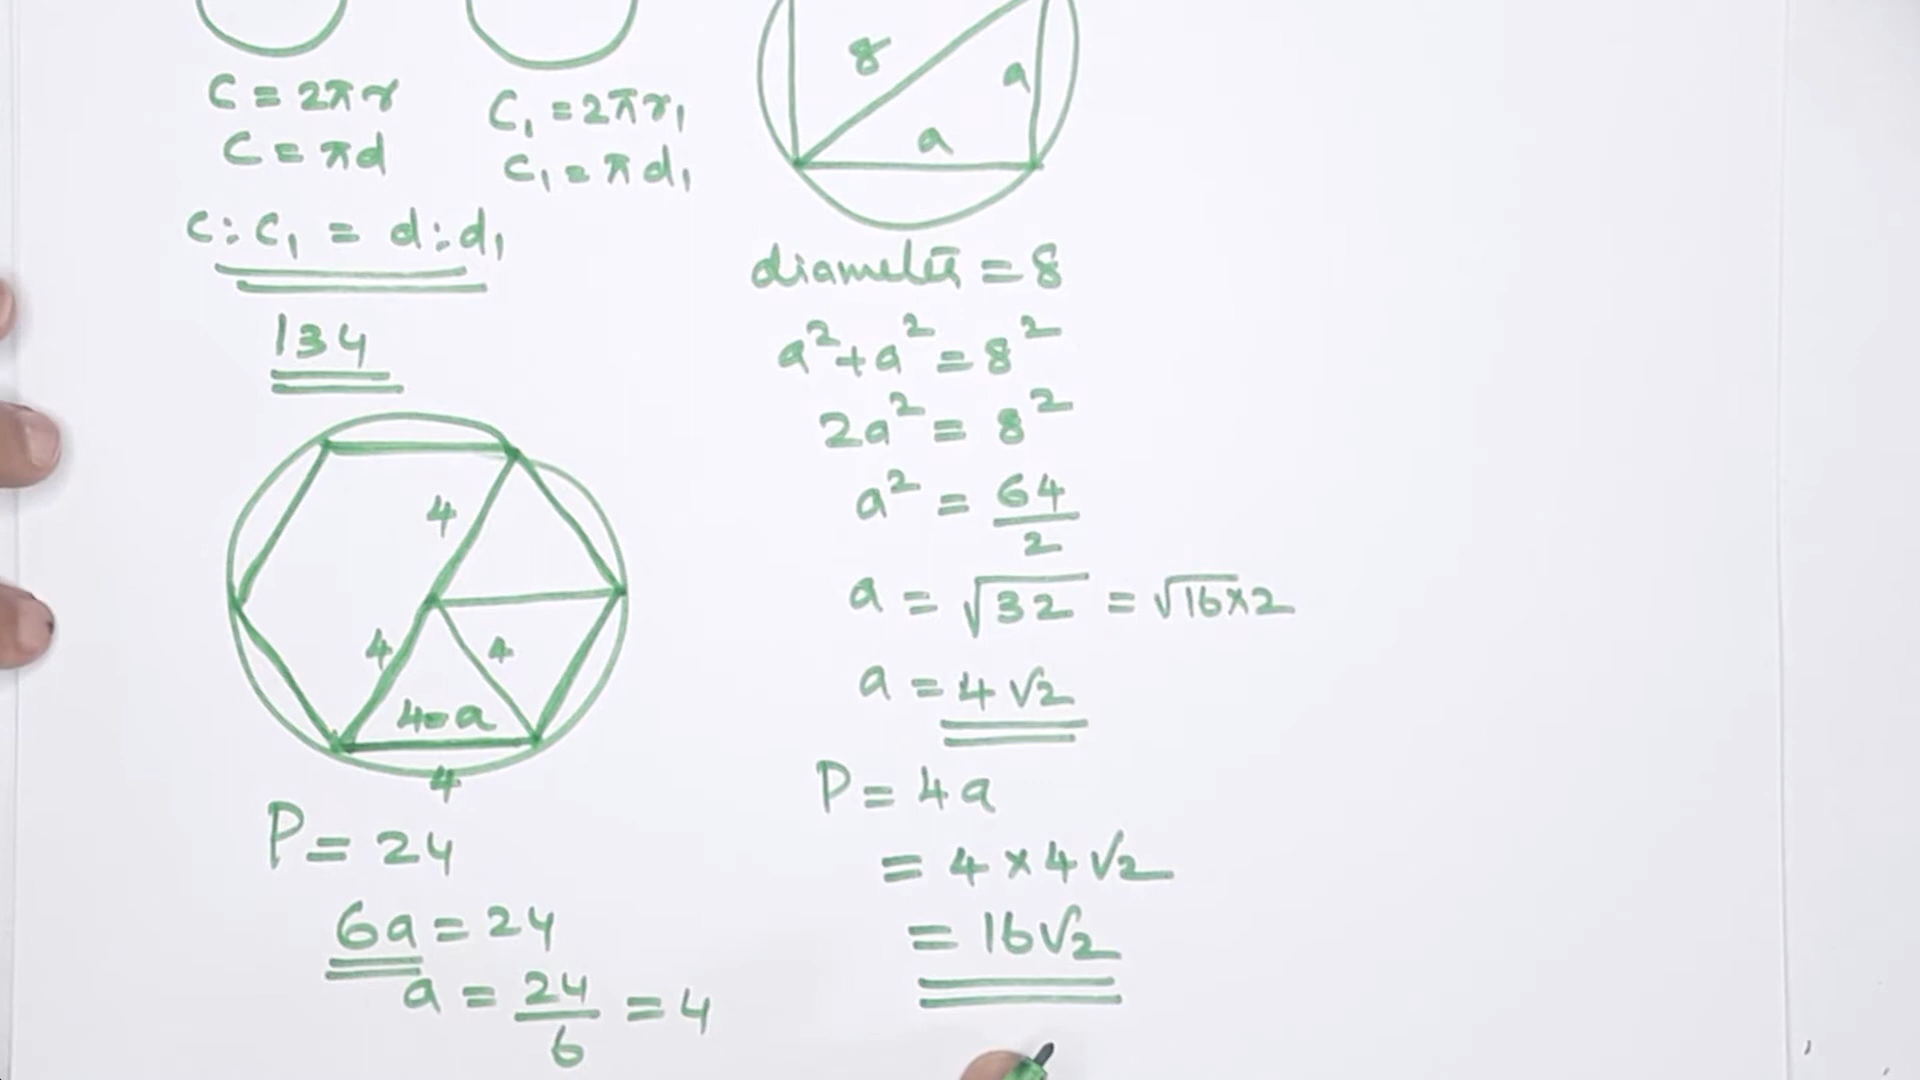 C = 2πr
C = πd
C₁ = 2πr₁
C₁ = πd₁
C : C₁ = d : d₁
134
4
4
4
4 = a
4
P = 24
6a = 24
a = 24/6 = 4
8
a
a
diameter = 8
a² + a² = 8²
2a² = 8²
a² = 64/2
a = √32 = √16×2
a = 4√2
P = 4a
= 4 × 4√2
= 16√2